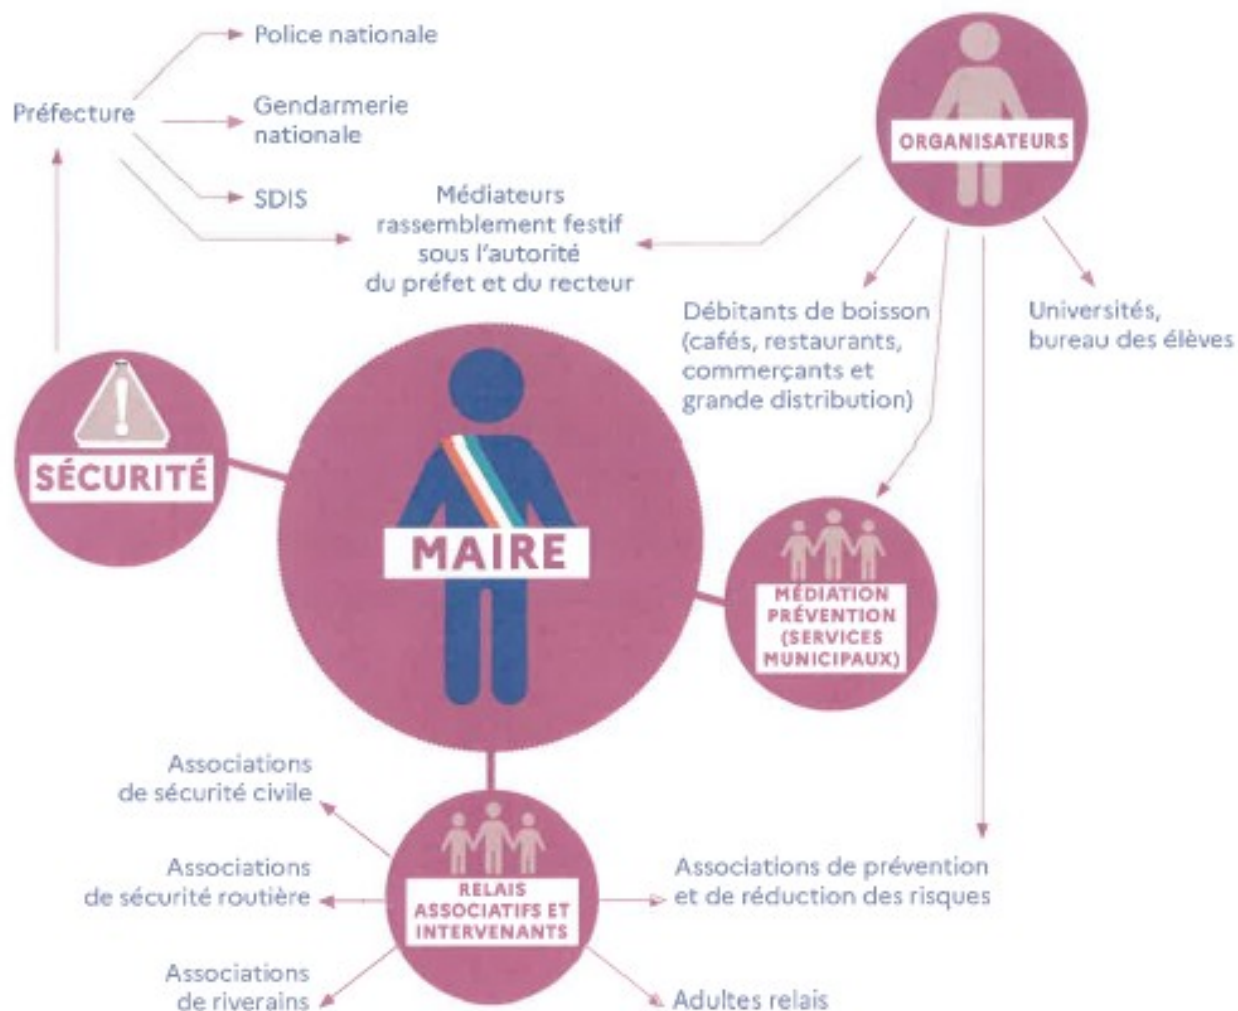 Police nationale
Préfecture
Gendarmerie
nationale
SDIS
Médiateurs
rassemblement festif
sous l'autorité
du préfet et du recteur
ORGANISATEURS
Débitants de boisson
(cafés, restaurants,
commerçants et
grande distribution)
Universités,
bureau des élèves
SÉCURITÉ
MAIRE
MÉDIATION
PRÉVENTION
(SERVICES
MUNICIPAUX)
Associations
de sécurité civile
Associations
de sécurité routière
Associations
de riverains
RELAIS
ASSOCIATIFS ET
INTERVENANTS
Associations de prévention
et de réduction des risques
Adultes relais